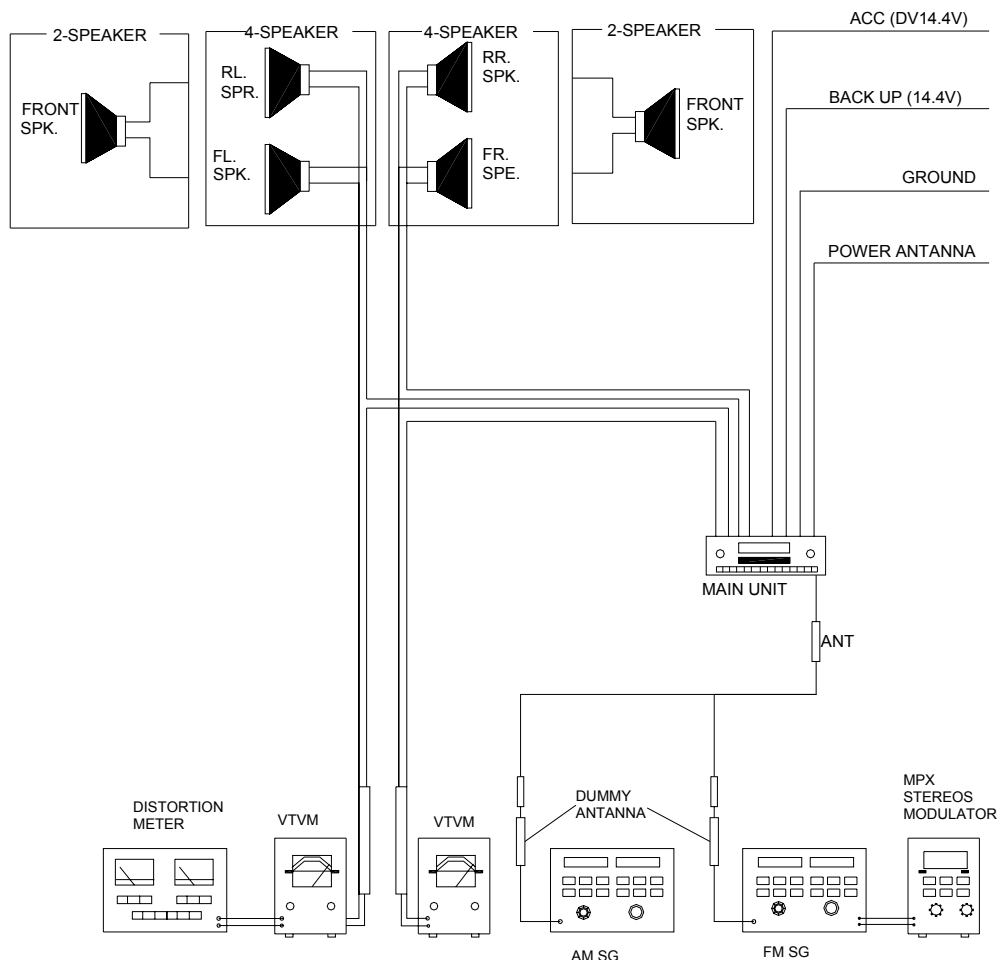 ACC (DV14.4V)
2-SPEAKER
4-SPEAKER
4-SPEAKER
2-SPEAKER
RL.
SPR.
RR.
SPK.
FRONT
SPK.
FRONT
SPK.
BACK UP (14.4V)
FL.
SPK.
FR.
SPE.
GROUND
POWER ANTANNA
MAIN UNIT
ANT
DISTORTION
METER
VTVM
VTVM
DUMMY
ANTANNA
MPX
STEREOS
MODULATOR
AM SG
FM SG